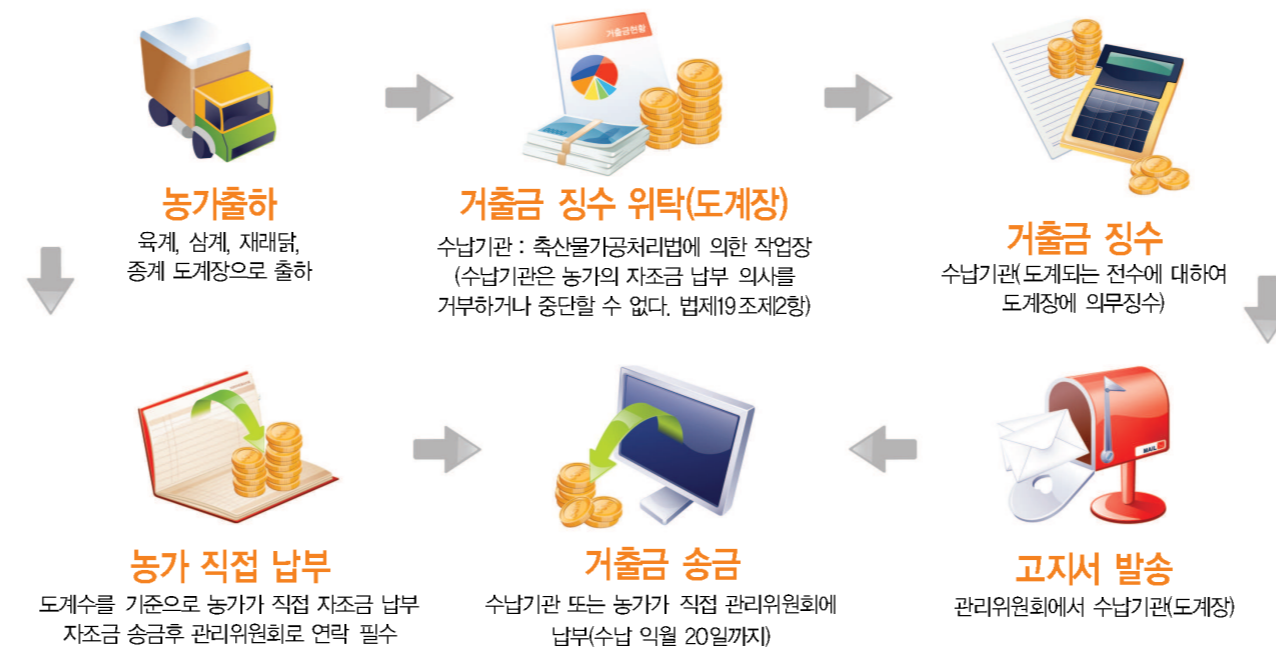 거출금현황
농가출하
육계, 삼계, 재래닭,
종계 도계장으로 출하
거출금 징수 위탁(도계장)
수납기관 : 축산물가공처리법에 의한 작업장
(수납기관은 농가의 자조금 납부 의사를
거부하거나 중단할 수 없다. 법제19조제2항)
거출금 징수
수납기관(도계되는 전수에 대하여
도계장에 의무징수)
농가 직접 납부
도계수를 기준으로 농가가 직접 자조금 납부
자조금 송금후 관리위원회로 연락 필수
거출금 송금
수납기관 또는 농가가 직접 관리위원회에
납부(수납 익월 20일까지)
MAIL
고지서 발송
관리위원회에서 수납기관(도계장)